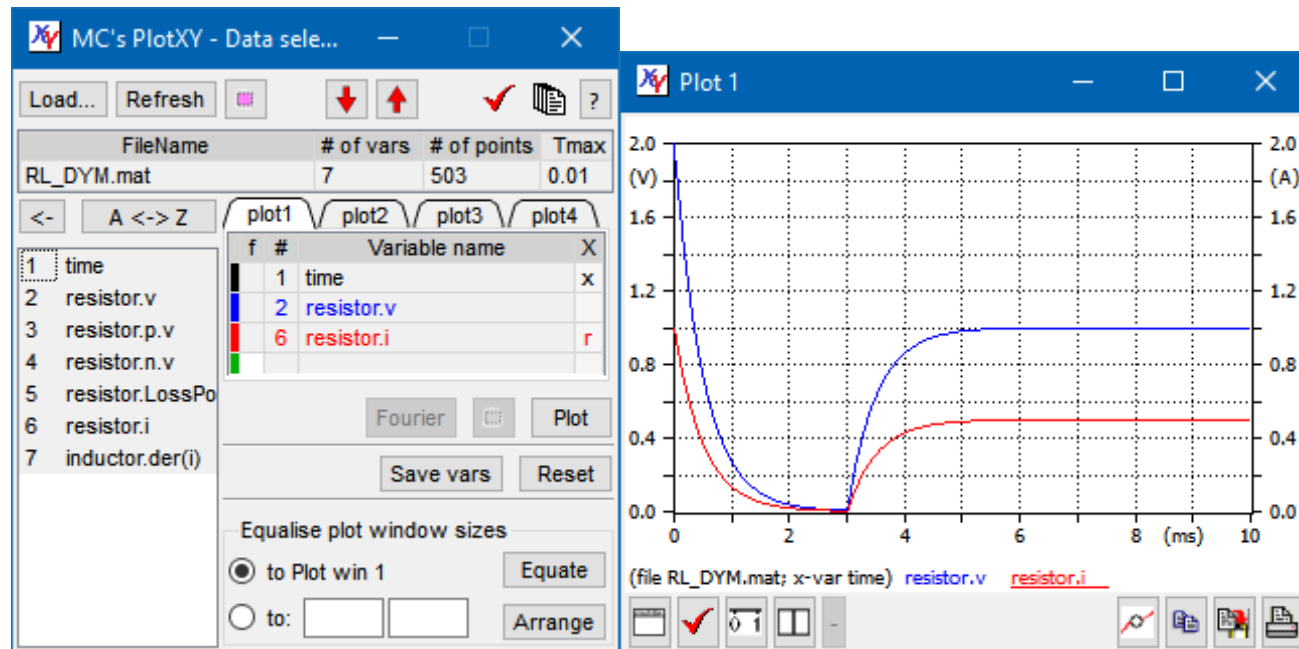 MC's PlotXY - Data sele...
Load... Refresh ?
FileName # of vars # of points Tmax
RL_DYM.mat 7 503 0.01
<- A <-> Z plot1 plot2 plot3 plot4
f # Variable name X
1 time x
2 resistor.v
6 resistor.i r
1 time
2 resistor.v
3 resistor.p.v
4 resistor.n.v
5 resistor.LossPo
6 resistor.i
7 inductor.der(i)
Fourier Plot
Save vars Reset
Equalise plot window sizes
to Plot win 1 Equate
to: Arrange
XY Plot 1
2.0 2.0
(V) (A)
1.6 1.6
1.2 1.2
0.8 0.8
0.4 0.4
0.0 0.0
0 2 4 6 8 (ms) 10
(file RL_DYM.mat; x-var time) resistor.v resistor.i
0 1 -